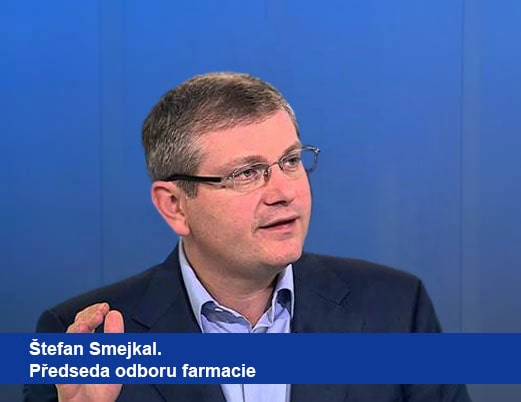 Štefan Smejkal.
Předseda odboru farmacie